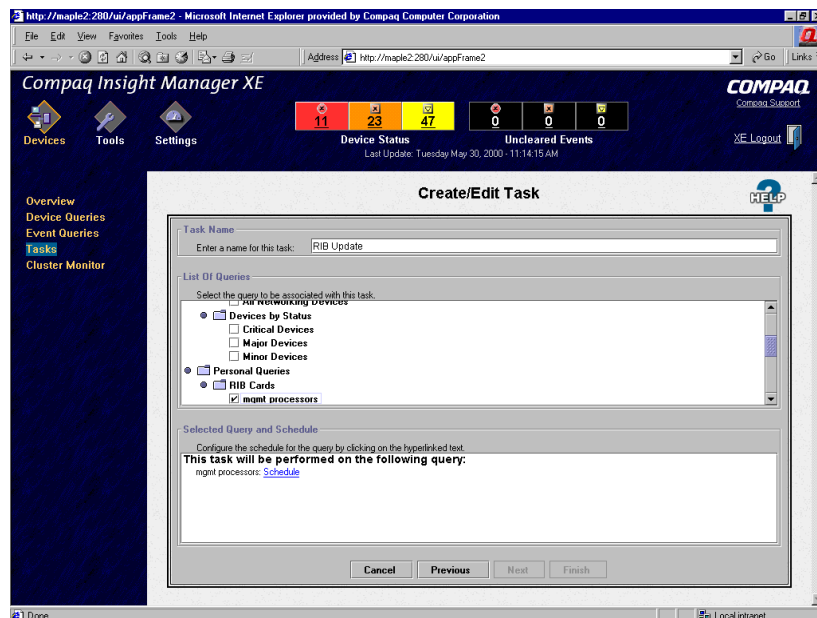 http://maple2:280/ui/appFrame2 - Microsoft Internet Explorer provided by Compaq Computer Corporation
File Edit View Favorites Tools Help
Address http://maple2:280/ui/appFrame2 Go Links
Compaq Insight Manager XE
COMPAQ
Compaq Support
11 23 47 0 0 0
Devices Tools Settings
Device Status Uncleared Events
XE Logout
Last Update: Tuesday May 30, 2000 - 11:14:15 AM
Create/Edit Task
HELP
Overview
Device Queries
Event Queries
Tasks
Cluster Monitor
Task Name
Enter a name for this task: RIB Update
List Of Queries
Select the query to be associated with this task.
All Networking Devices
Devices by Status
Critical Devices
Major Devices
Minor Devices
Personal Queries
RIB Cards
mgmt processors
Selected Query and Schedule
Configure the schedule for the query by clicking on the hyperlinked text.
This task will be performed on the following query:
mgmt processors: Schedule
Cancel Previous Next Finish
Done Local intranet